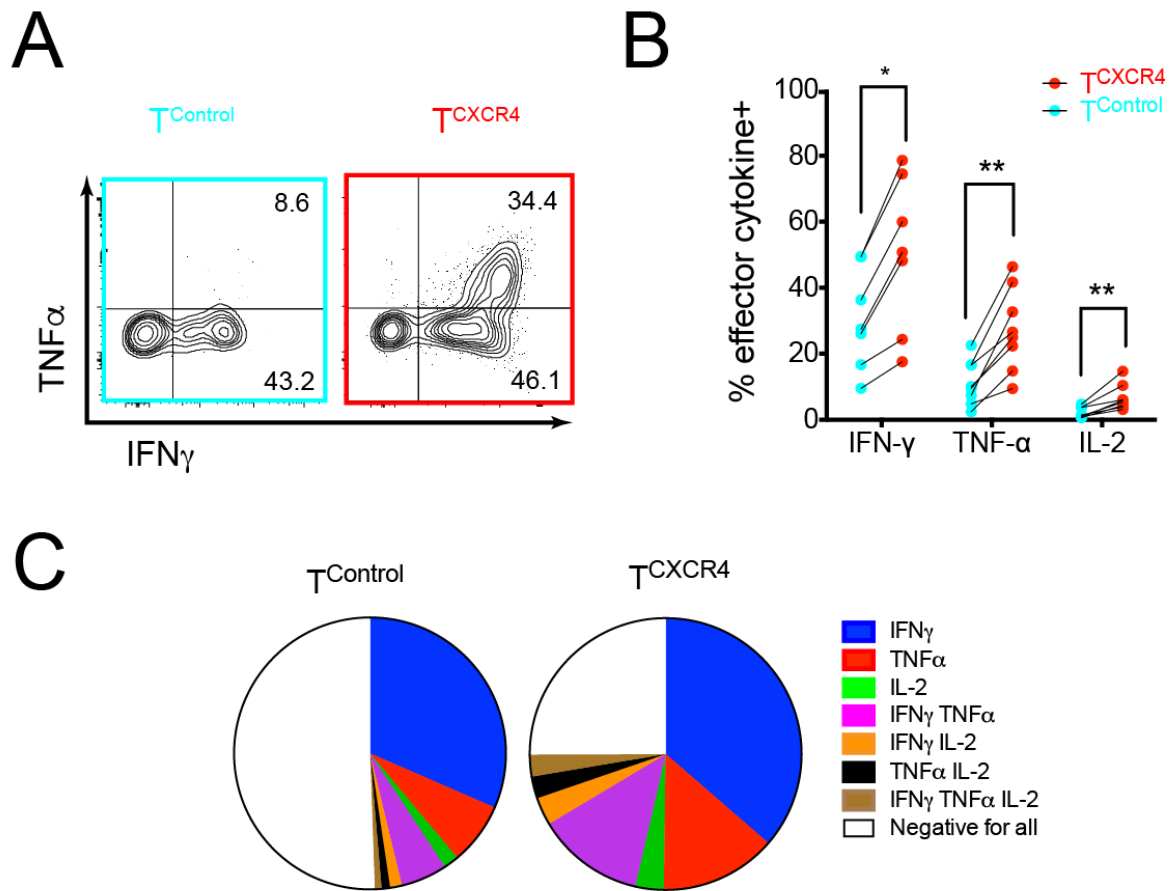 A
T^Control
T^CXCR4
8.6
43.2
34.4
46.1
TNFα
IFNγ
B
% effector cytokine+
100
80
60
40
20
0
*
**
**
T^CXCR4
T^Control
IFN-γ
TNF-α
IL-2
C
T^Control
T^CXCR4
IFNγ
TNFα
IL-2
IFNγ TNFα
IFNγ IL-2
TNFα IL-2
IFNγ TNFα IL-2
Negative for all